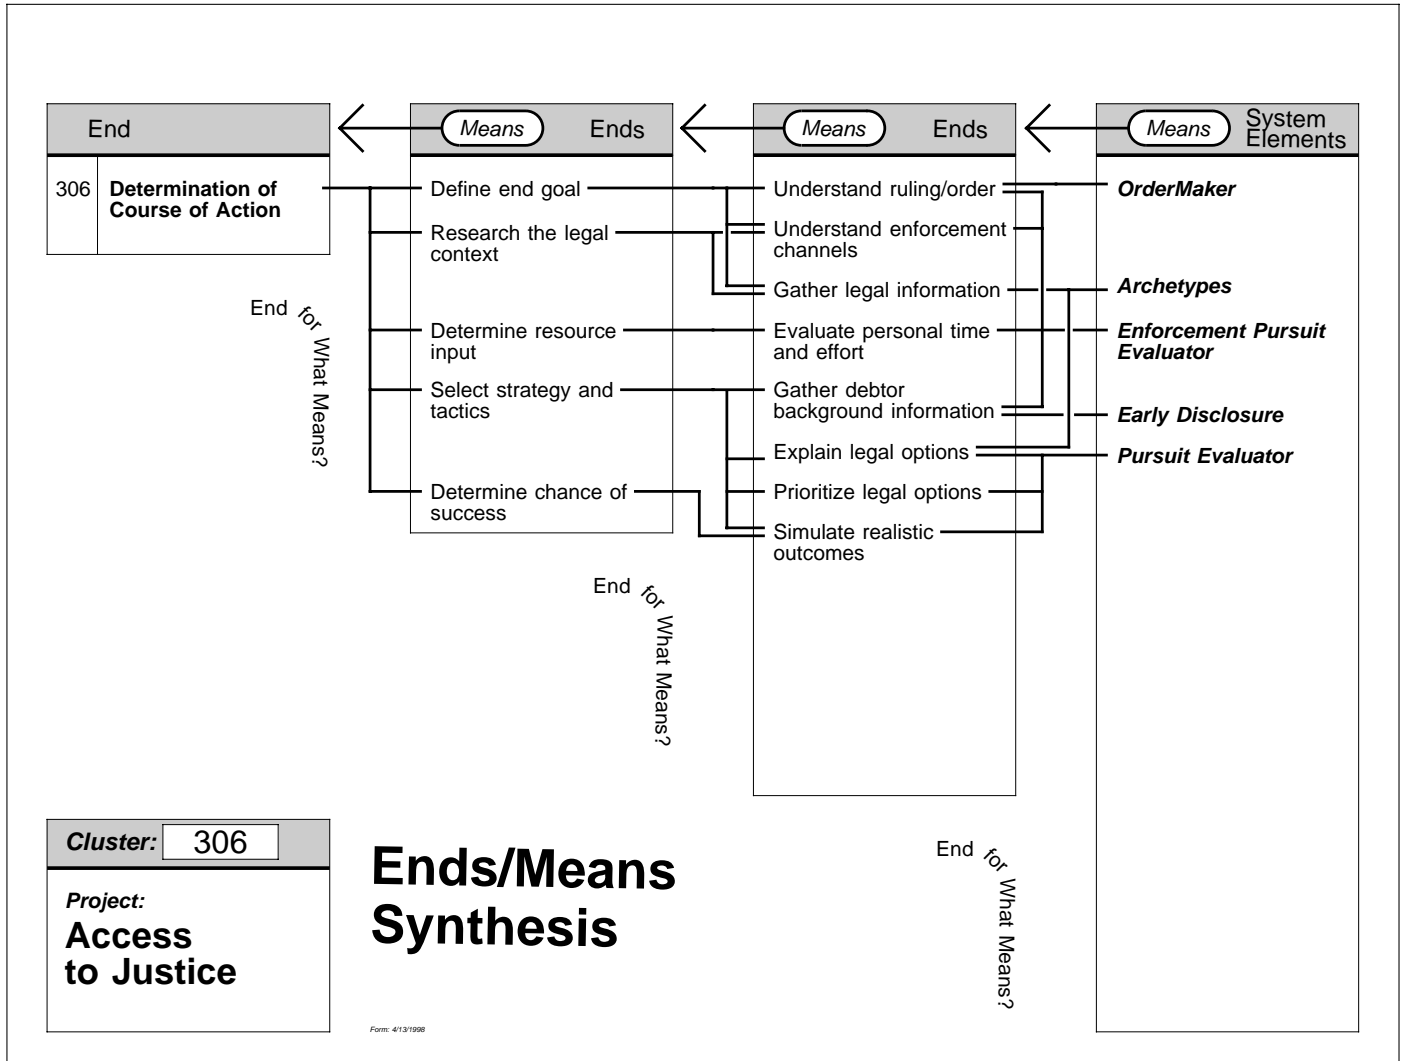 End
Means
Ends
Means
Ends
Means
System
Elements
306
Determination of
Course of Action
Define end goal
Research the legal
context
Determine resource
input
Select strategy and
tactics
Determine chance of
success
Understand ruling/order
Understand enforcement
channels
Gather legal information
Evaluate personal time
and effort
Gather debtor
background information
Explain legal options
Prioritize legal options
Simulate realistic
outcomes
OrderMaker
Archetypes
Enforcement Pursuit
Evaluator
Early Disclosure
Pursuit Evaluator
End for What Means?
End for What Means?
End for What Means?
Cluster: 306
Project:
Access
to Justice
Ends/Means
Synthesis
Form: 4/13/1998